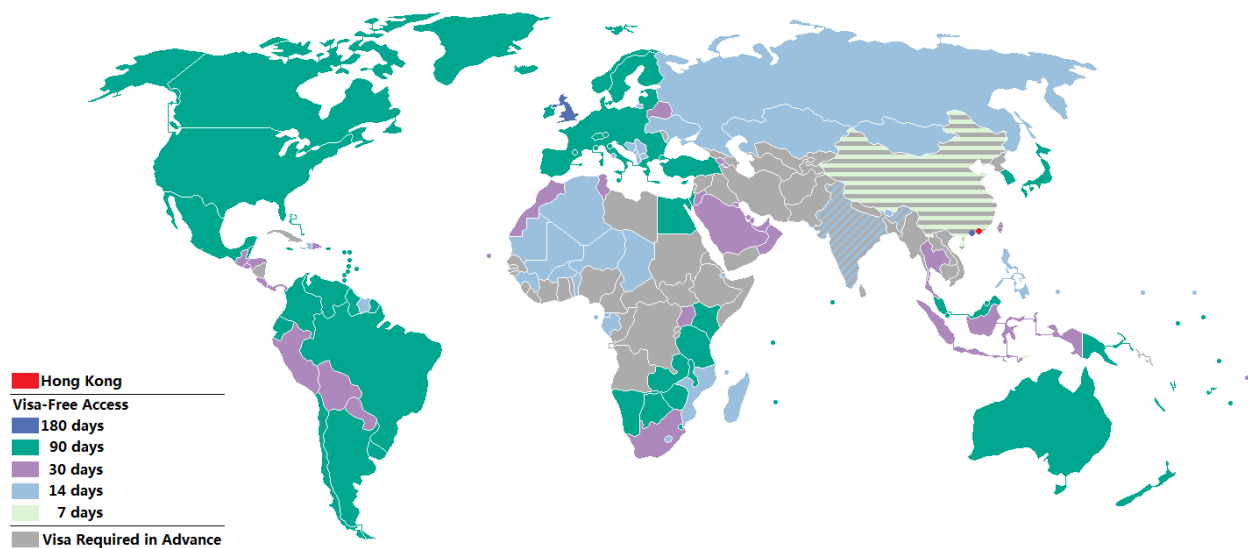 Hong Kong
Visa-Free Access
180 days
90 days
30 days
14 days
7 days
Visa Required in Advance